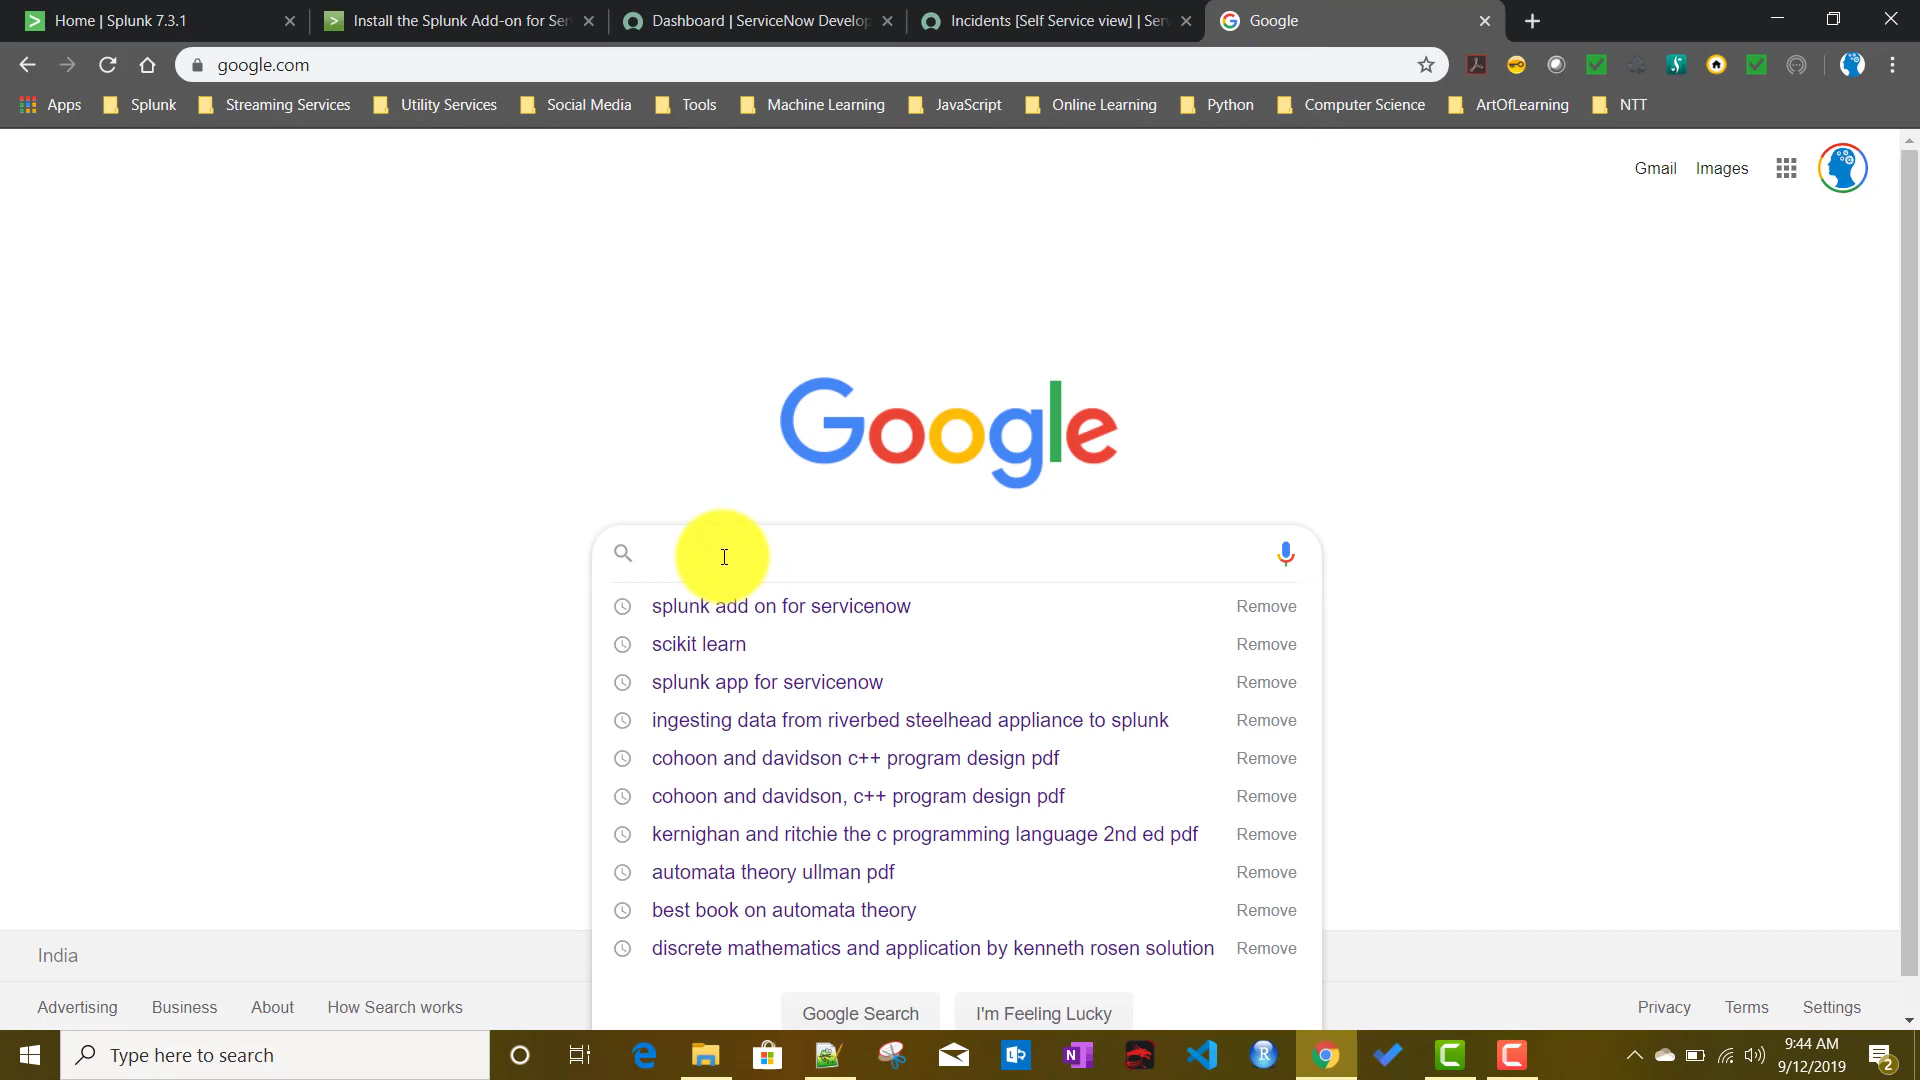 Home | Splunk 7.3.1
Install the Splunk Add-on for Ser
Dashboard | ServiceNow Develop
Incidents [Self Service view] | Ser
Google
google.com
Apps Splunk Streaming Services Utility Services Social Media Tools Machine Learning JavaScript Online Learning Python Computer Science ArtOfLearning NTT
Gmail Images
Google
splunk add on for servicenow Remove
scikit learn Remove
splunk app for servicenow Remove
ingesting data from riverbed steelhead appliance to splunk Remove
cohoon and davidson c++ program design pdf Remove
cohoon and davidson, c++ program design pdf Remove
kernighan and ritchie the c programming language 2nd ed pdf Remove
automata theory ullman pdf Remove
best book on automata theory Remove
discrete mathematics and application by kenneth rosen solution Remove
India
Google Search I'm Feeling Lucky
Advertising Business About How Search works Privacy Terms Settings
Type here to search
9:44 AM
9/12/2019
2